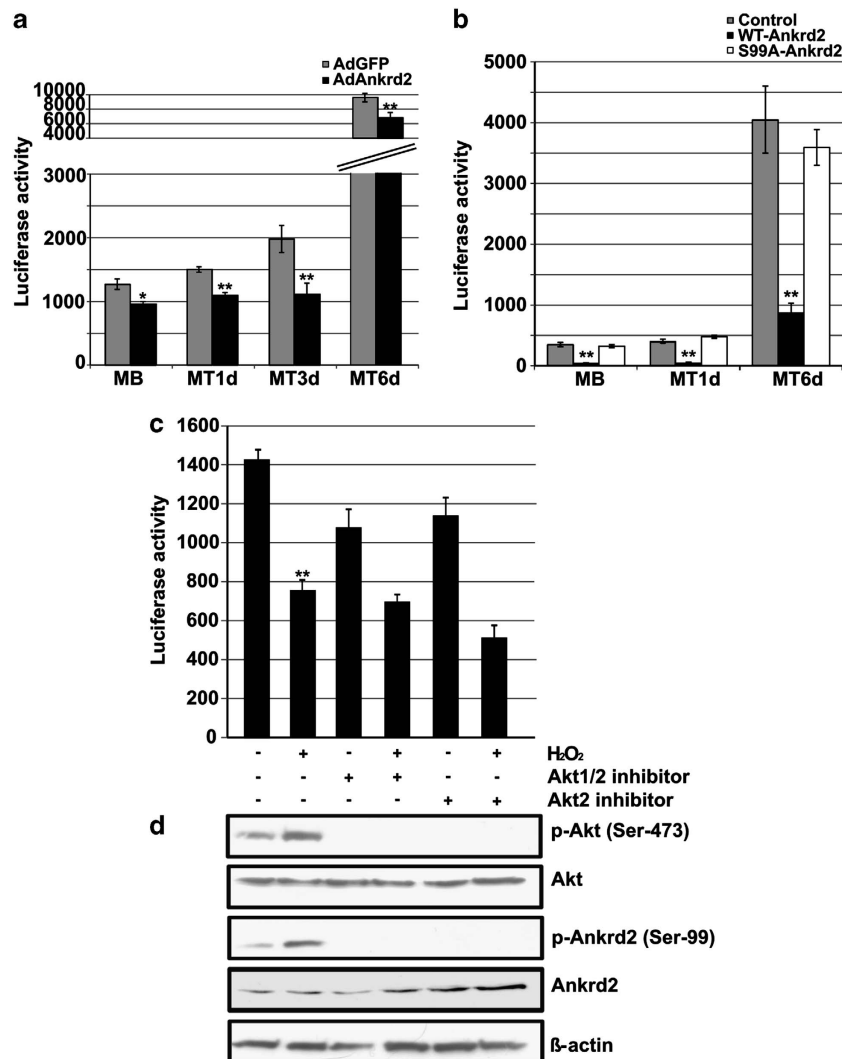 a
AdGFP
AdAnkrd2
Luciferase activity
10000
8000
6000
4000
3000
2000
1000
0
*
**
**
**
MB MT1d MT3d MT6d
b
Control
WT-Ankrd2
S99A-Ankrd2
Luciferase activity
5000
4000
3000
2000
1000
0
**
**
**
MB MT1d MT6d
c
Luciferase activity
1600
1400
1200
1000
800
600
400
200
0
**
- + - + - + H₂O₂
- - + + - - Akt1/2 inhibitor
- - - - + + Akt2 inhibitor
d
p-Akt (Ser-473)
Akt
p-Ankrd2 (Ser-99)
Ankrd2
ß-actin